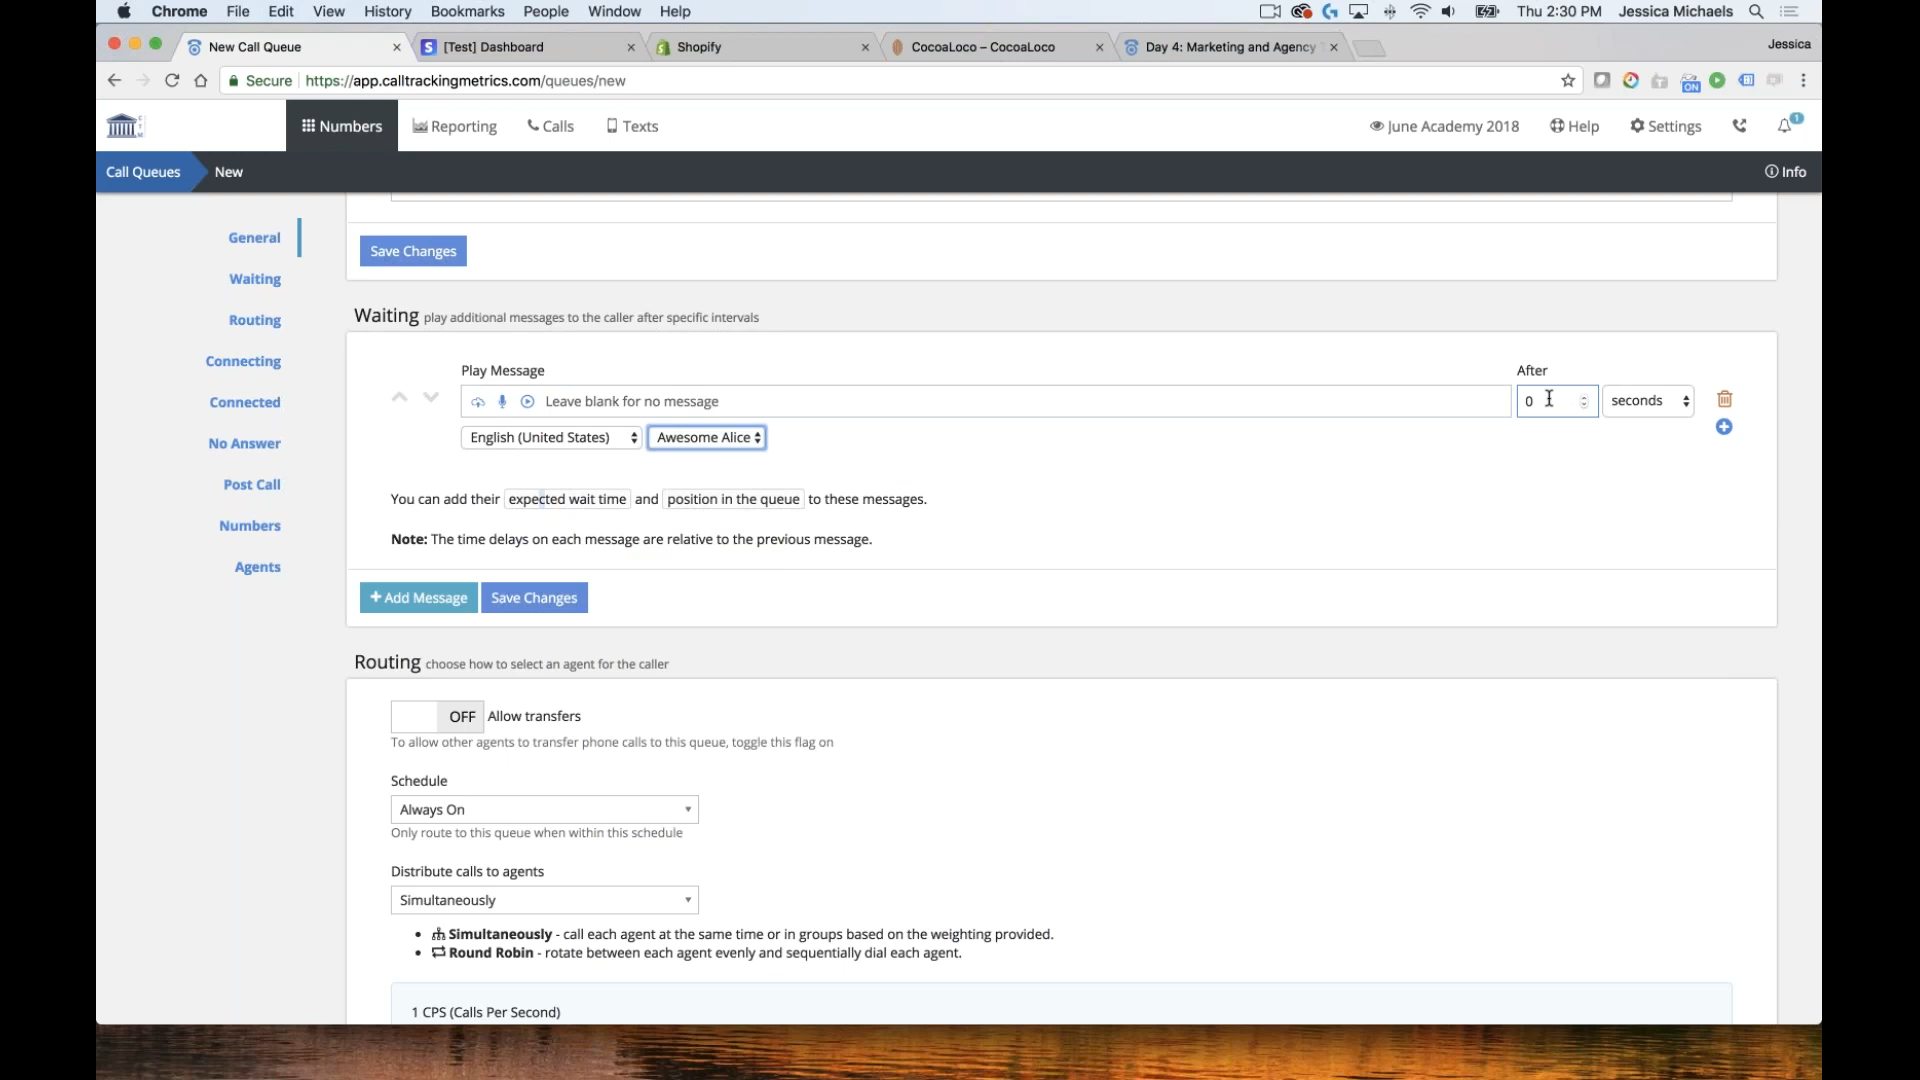 Chrome File Edit View History Bookmarks People Window Help Thu 2:30 PM Jessica Michaels
New Call Queue [Test] Dashboard Shopify CocoaLoco – CocoaLoco Day 4: Marketing and Agency Jessica
Secure https://app.calltrackingmetrics.com/queues/new ON
Numbers Reporting Calls Texts June Academy 2018 Help Settings 1
Call Queues New Info
General
Waiting
Routing
Connecting
Connected
No Answer
Post Call
Numbers
Agents
Save Changes
Waiting play additional messages to the caller after specific intervals
Play Message After
Leave blank for no message 0 seconds
English (United States) Awesome Alice
You can add their expected wait time and position in the queue to these messages.
Note: The time delays on each message are relative to the previous message.
+ Add Message Save Changes
Routing choose how to select an agent for the caller
OFF Allow transfers
To allow other agents to transfer phone calls to this queue, toggle this flag on
Schedule
Always On
Only route to this queue when within this schedule
Distribute calls to agents
Simultaneously
• Simultaneously - call each agent at the same time or in groups based on the weighting provided.
• Round Robin - rotate between each agent evenly and sequentially dial each agent.
1 CPS (Calls Per Second)